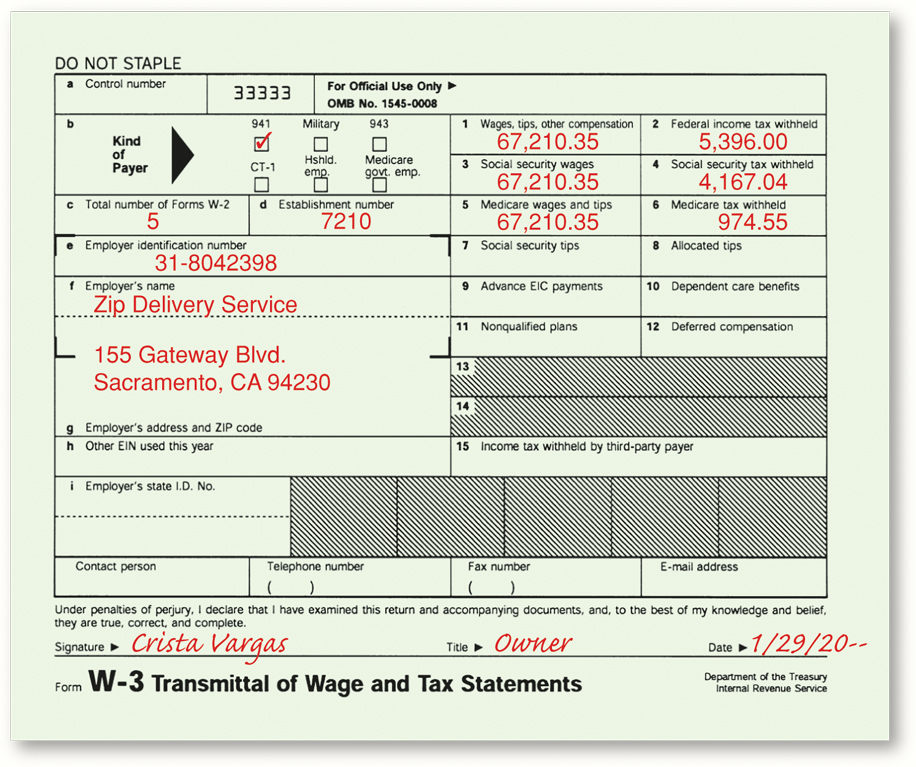 DO NOT STAPLE
a Control number
33333
For Official Use Only ►
OMB No. 1545-0008
b Kind of Payer
941 Military 943
CT-1 Hshld. emp. Medicare govt. emp.
1 Wages, tips, other compensation
67,210.35
2 Federal income tax withheld
5,396.00
3 Social security wages
67,210.35
4 Social security tax withheld
4,167.04
c Total number of Forms W-2
5
d Establishment number
7210
5 Medicare wages and tips
67,210.35
6 Medicare tax withheld
974.55
e Employer identification number
31-8042398
7 Social security tips
8 Allocated tips
f Employer's name
Zip Delivery Service
9 Advance EIC payments
10 Dependent care benefits
11 Nonqualified plans
12 Deferred compensation
155 Gateway Blvd.
Sacramento, CA 94230
13
14
g Employer's address and ZIP code
h Other EIN used this year
15 Income tax withheld by third-party payer
i Employer's state I.D. No.
Contact person
Telephone number
( )
Fax number
( )
E-mail address
Under penalties of perjury, I declare that I have examined this return and accompanying documents, and, to the best of my knowledge and belief,
they are true, correct, and complete.
Signature ► Crista Vargas Title ► Owner Date ► 1/29/20--
Form W-3 Transmittal of Wage and Tax Statements
Department of the Treasury
Internal Revenue Service